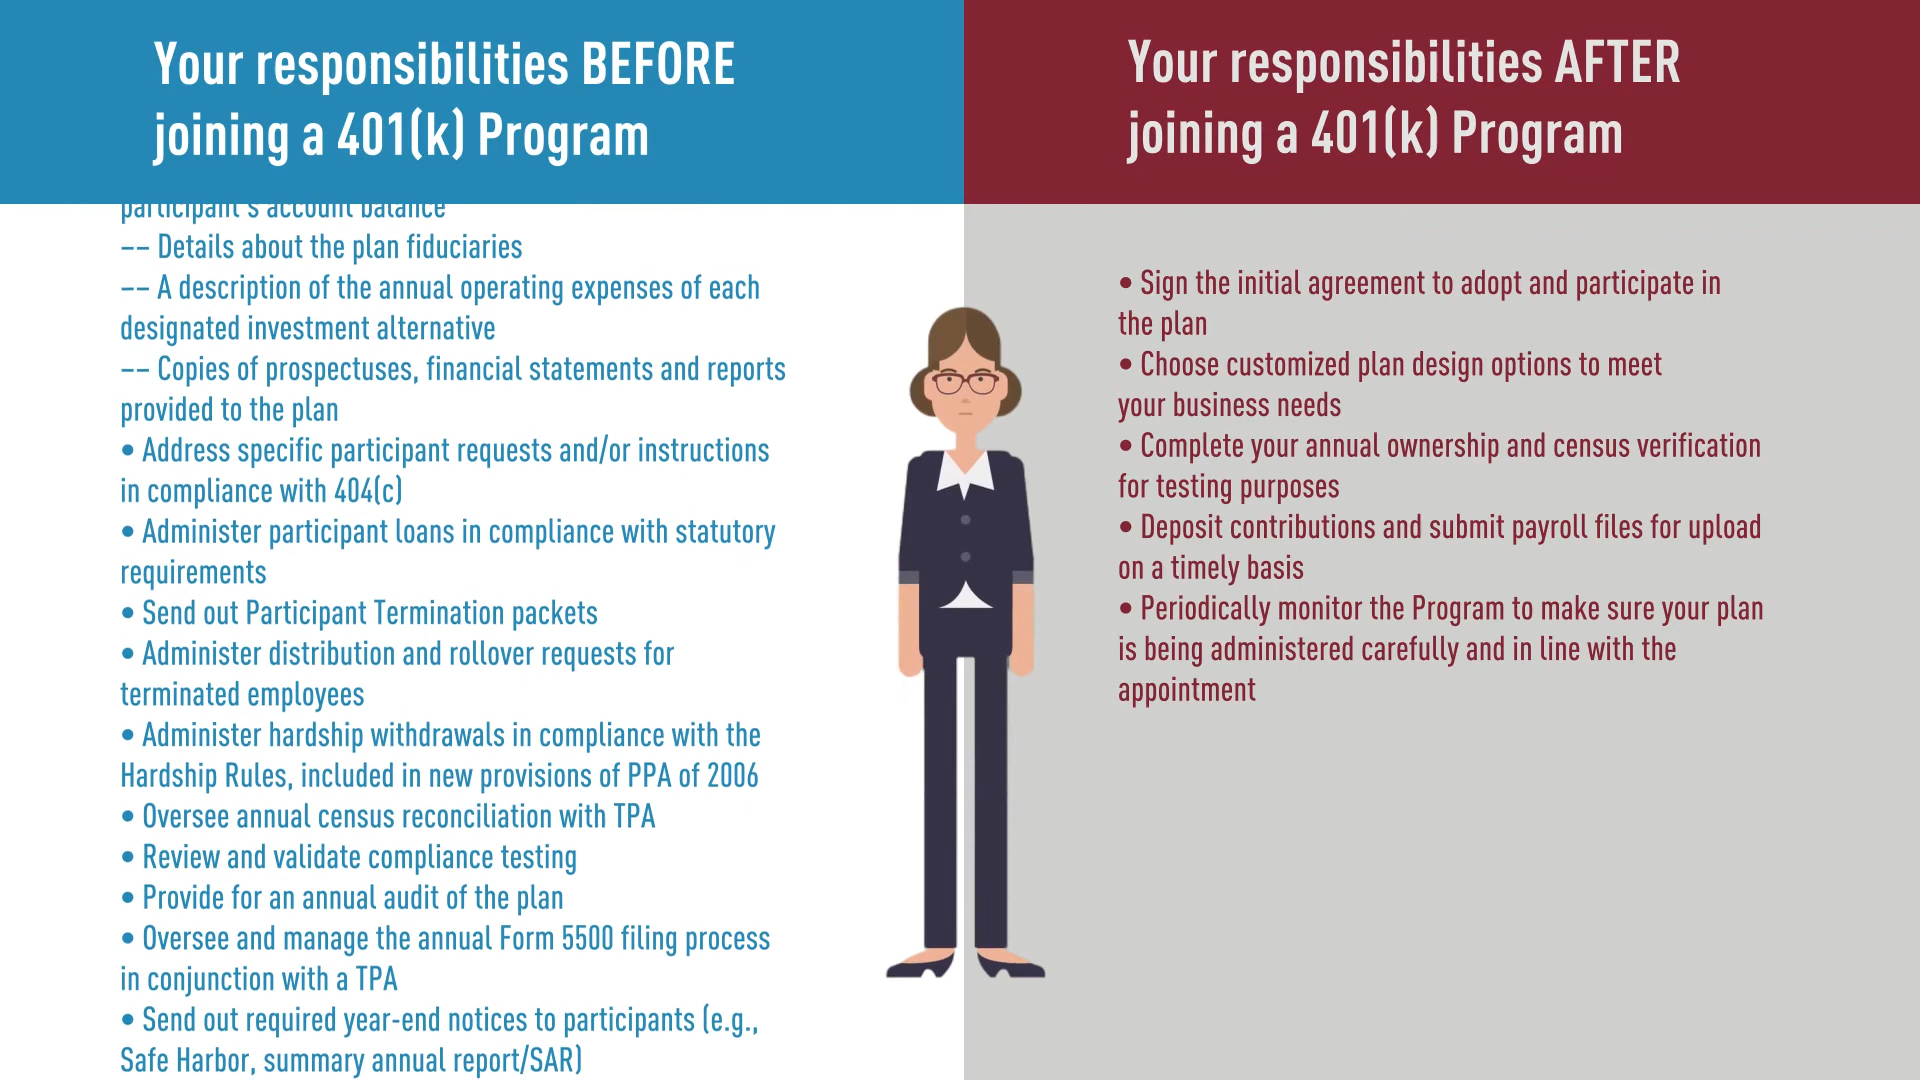 Your responsibilities BEFORE
joining a 401(k) Program
participant's account balance
–– Details about the plan fiduciaries
–– A description of the annual operating expenses of each
designated investment alternative
–– Copies of prospectuses, financial statements and reports
provided to the plan
• Address specific participant requests and/or instructions
in compliance with 404(c)
• Administer participant loans in compliance with statutory
requirements
• Send out Participant Termination packets
• Administer distribution and rollover requests for
terminated employees
• Administer hardship withdrawals in compliance with the
Hardship Rules, included in new provisions of PPA of 2006
• Oversee annual census reconciliation with TPA
• Review and validate compliance testing
• Provide for an annual audit of the plan
• Oversee and manage the annual Form 5500 filing process
in conjunction with a TPA
• Send out required year-end notices to participants (e.g.,
Safe Harbor, summary annual report/SAR)
Your responsibilities AFTER
joining a 401(k) Program
• Sign the initial agreement to adopt and participate in
the plan
• Choose customized plan design options to meet
your business needs
• Complete your annual ownership and census verification
for testing purposes
• Deposit contributions and submit payroll files for upload
on a timely basis
• Periodically monitor the Program to make sure your plan
is being administered carefully and in line with the
appointment